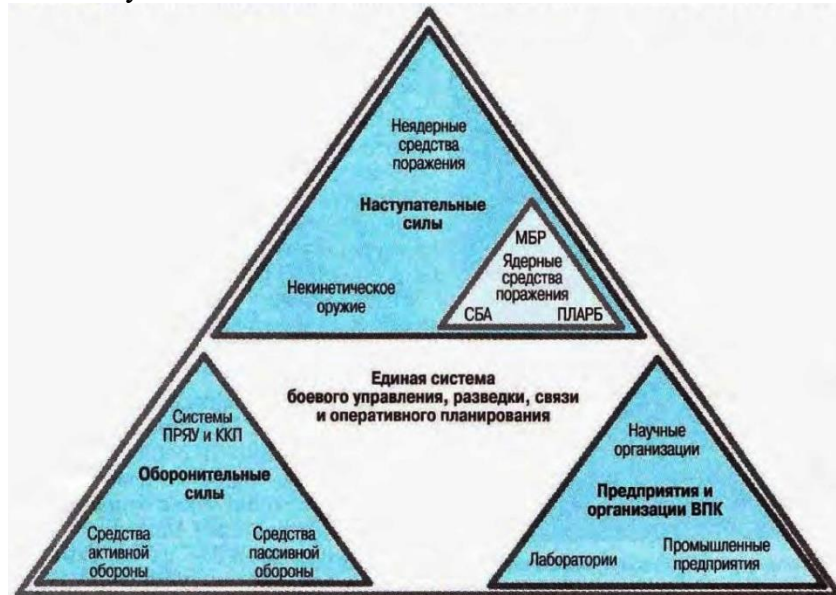 Неядерные
средства
поражения
Наступательные
силы
Некинетическое
оружие
МБР
Ядерные
средства
поражения
СБА
ПЛАРБ
Единая система
боевого управления, разведки, связи
и оперативного планирования
Системы
ПРЯУ и ККП
Оборонительные
силы
Средства
активной
обороны
Средства
пассивной
обороны
Научные
организации
Предприятия и
организации ВПК
Лаборатории
Промышленные
предприятия